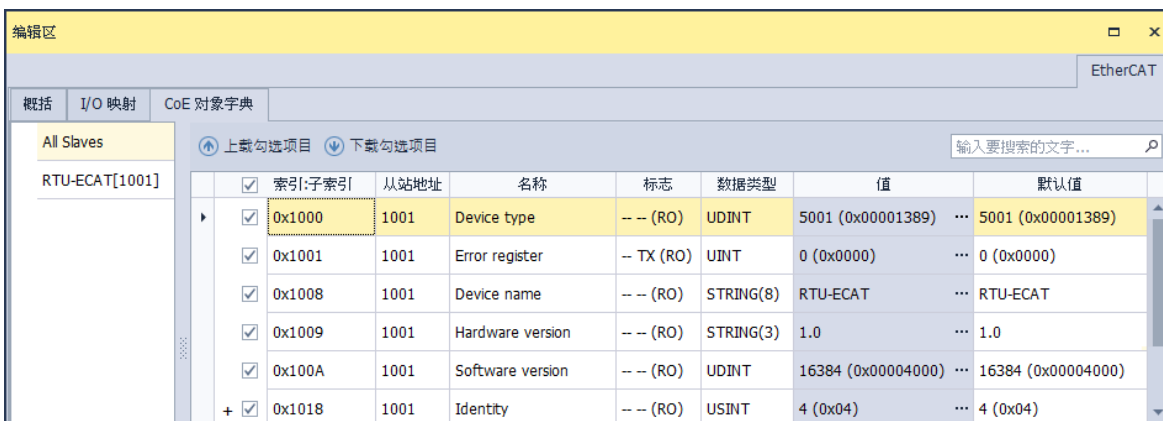 编辑区
EtherCAT
概括 I/O 映射 CoE 对象字典
All Slaves
RTU-ECAT[1001]
上载勾选项目 下载勾选项目 输入要搜索的文字...
索引:子索引 从站地址 名称 标志 数据类型 值 默认值
0x1000 1001 Device type -- -- (RO) UDINT 5001 (0x00001389) ... 5001 (0x00001389)
0x1001 1001 Error register -- TX (RO) UINT 0 (0x0000) ... 0 (0x0000)
0x1008 1001 Device name -- -- (RO) STRING(8) RTU-ECAT ... RTU-ECAT
0x1009 1001 Hardware version -- -- (RO) STRING(3) 1.0 ... 1.0
0x100A 1001 Software version -- -- (RO) UDINT 16384 (0x00004000) ... 16384 (0x00004000)
+ 0x1018 1001 Identity -- -- (RO) USINT 4 (0x04) ... 4 (0x04)